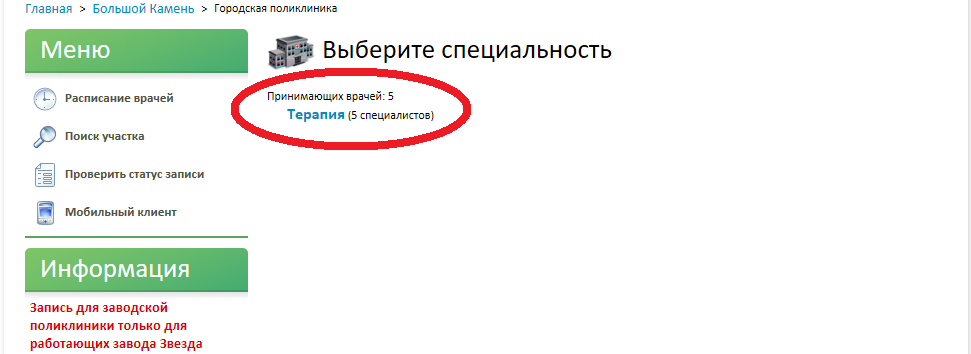 Главная > Большой Камень > Городская поликлиника
Меню
Расписание врачей
Поиск участка
Проверить статус записи
Мобильный клиент
Информация
Запись для заводской
поликлиники только для
работающих завода Звезда
Выберите специальность
Принимающих врачей: 5
Терапия (5 специалистов)